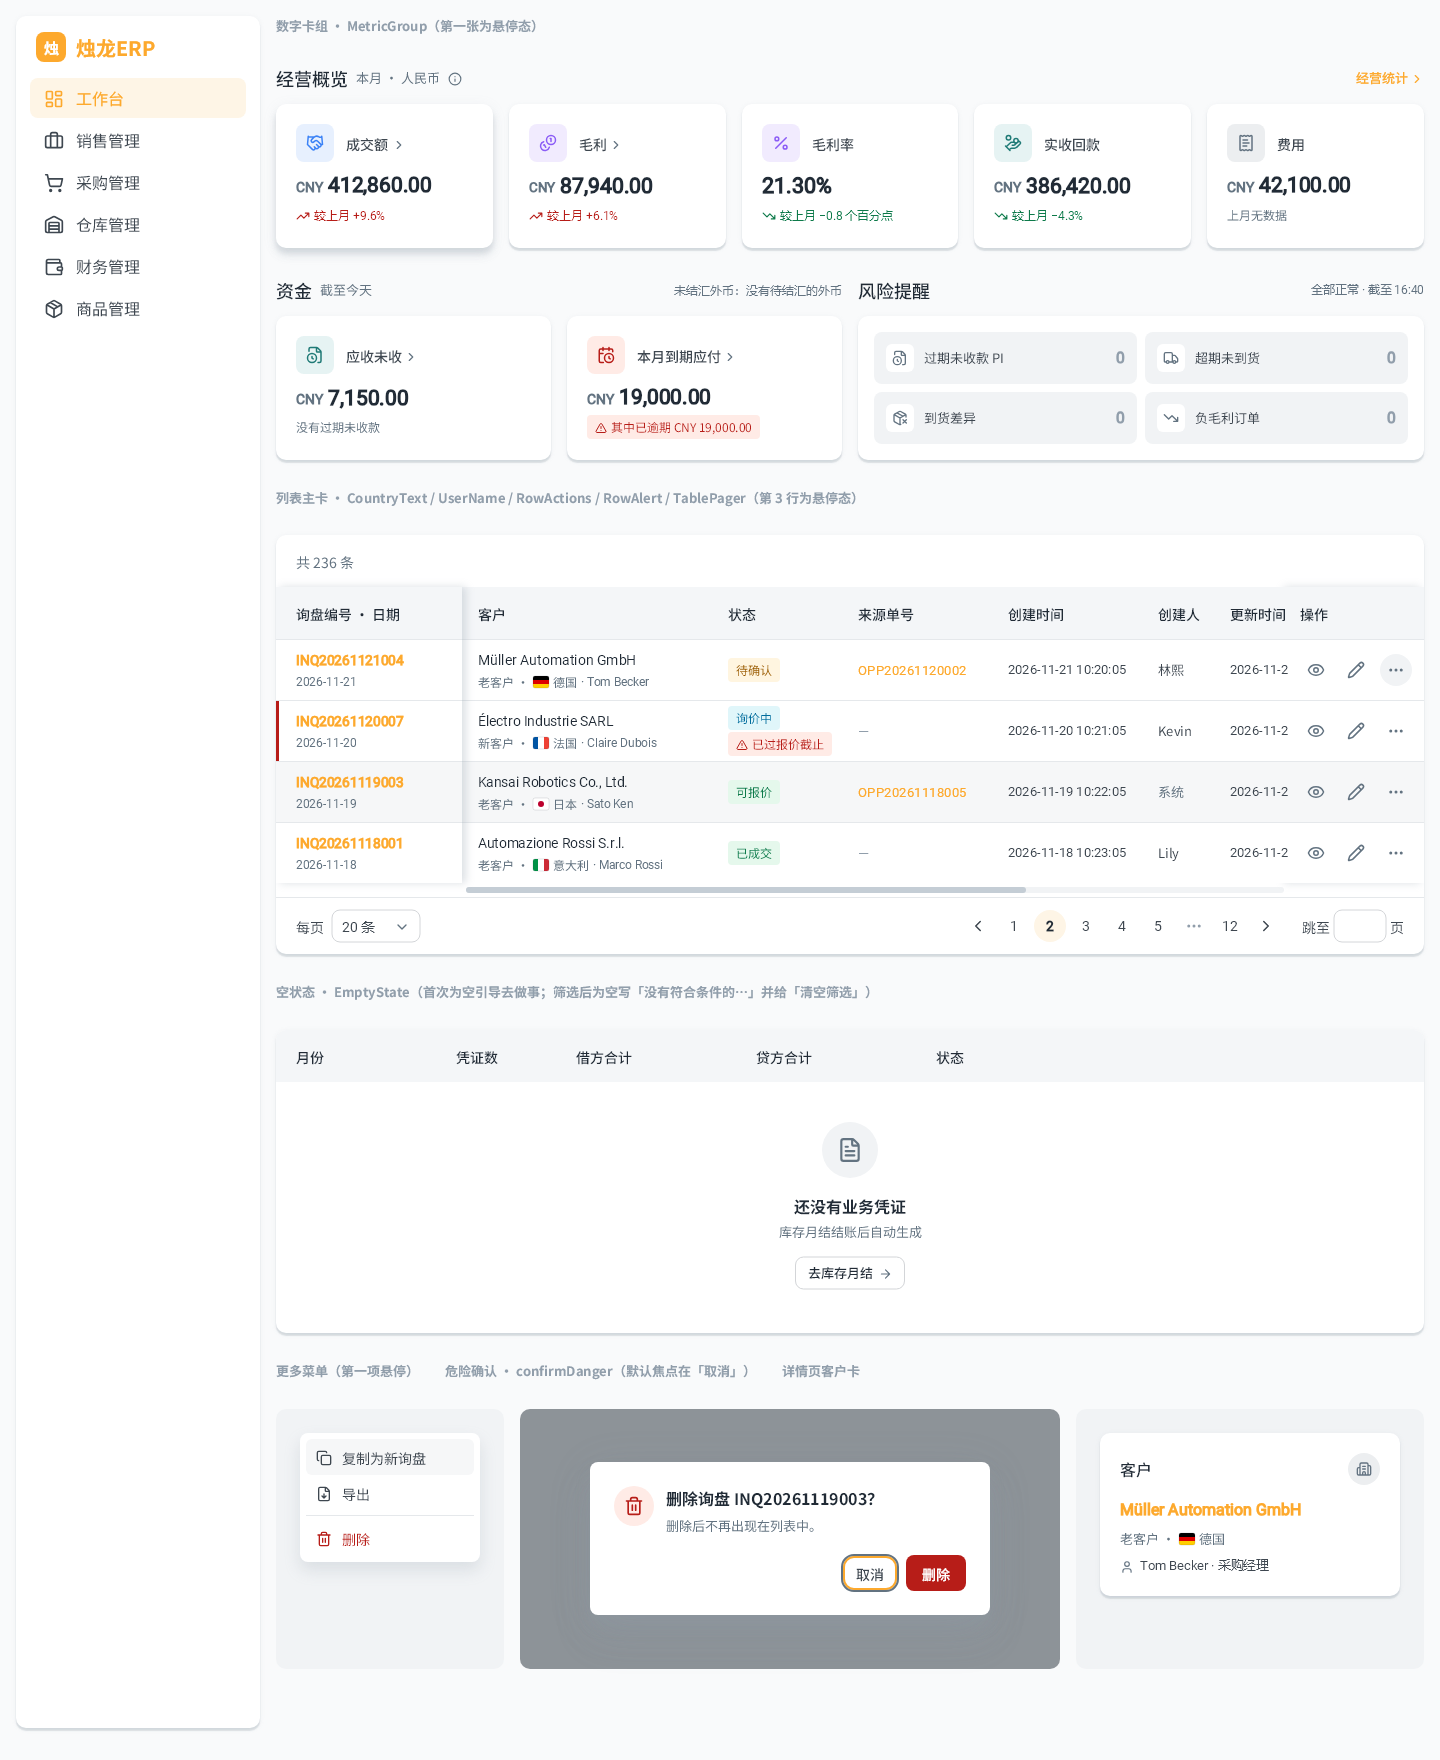 烛 烛龙ERP
工作台
销售管理
采购管理
仓库管理
财务管理
商品管理
数字卡组 · MetricGroup（第一张为悬停态）
经营概览 本月 · 人民币
经营统计
成交额
CNY 412,860.00
较上月 +9.6%
毛利
CNY 87,940.00
较上月 +6.1%
毛利率
21.30%
较上月 −0.8 个百分点
实收回款
CNY 386,420.00
较上月 −4.3%
费用
CNY 42,100.00
上月无数据
资金 截至今天
未结汇外币：没有待结汇的外币
应收未收
CNY 7,150.00
没有过期未收款
本月到期应付
CNY 19,000.00
其中已逾期 CNY 19,000.00
风险提醒
全部正常 · 截至 16:40
过期未收款 PI 0
超期未到货 0
到货差异 0
负毛利订单 0
列表主卡 · CountryText / UserName / RowActions / RowAlert / TablePager（第 3 行为悬停态）
共 236 条
询盘编号 · 日期 客户 状态 来源单号 创建时间 创建人 更新时间 操作
INQ20261121004 Müller Automation GmbH 待确认 OPP20261120002 2026-11-21 10:20:05 林熙 2026-11-2
2026-11-21 老客户 · 德国 · Tom Becker
INQ20261120007 Électro Industrie SARL 询价中 — 2026-11-20 10:21:05 Kevin 2026-11-2
2026-11-20 新客户 · 法国 · Claire Dubois 已过报价截止
INQ20261119003 Kansai Robotics Co., Ltd. 可报价 OPP20261118005 2026-11-19 10:22:05 系统 2026-11-2
2026-11-19 老客户 · 日本 · Sato Ken
INQ20261118001 Automazione Rossi S.r.l. 已成交 — 2026-11-18 10:23:05 Lily 2026-11-2
2026-11-18 老客户 · 意大利 · Marco Rossi
每页 20 条 1 2 3 4 5 ··· 12 跳至 页
空状态 · EmptyState（首次为空引导去做事；筛选后为空写「没有符合条件的…」并给「清空筛选」）
月份 凭证数 借方合计 贷方合计 状态
还没有业务凭证
库存月结结账后自动生成
去库存月结
更多菜单（第一项悬停） 危险确认 · confirmDanger（默认焦点在「取消」） 详情页客户卡
复制为新询盘
导出
删除
删除询盘 INQ20261119003?
删除后不再出现在列表中。
取消 删除
客户
Müller Automation GmbH
老客户 · 德国
Tom Becker · 采购经理